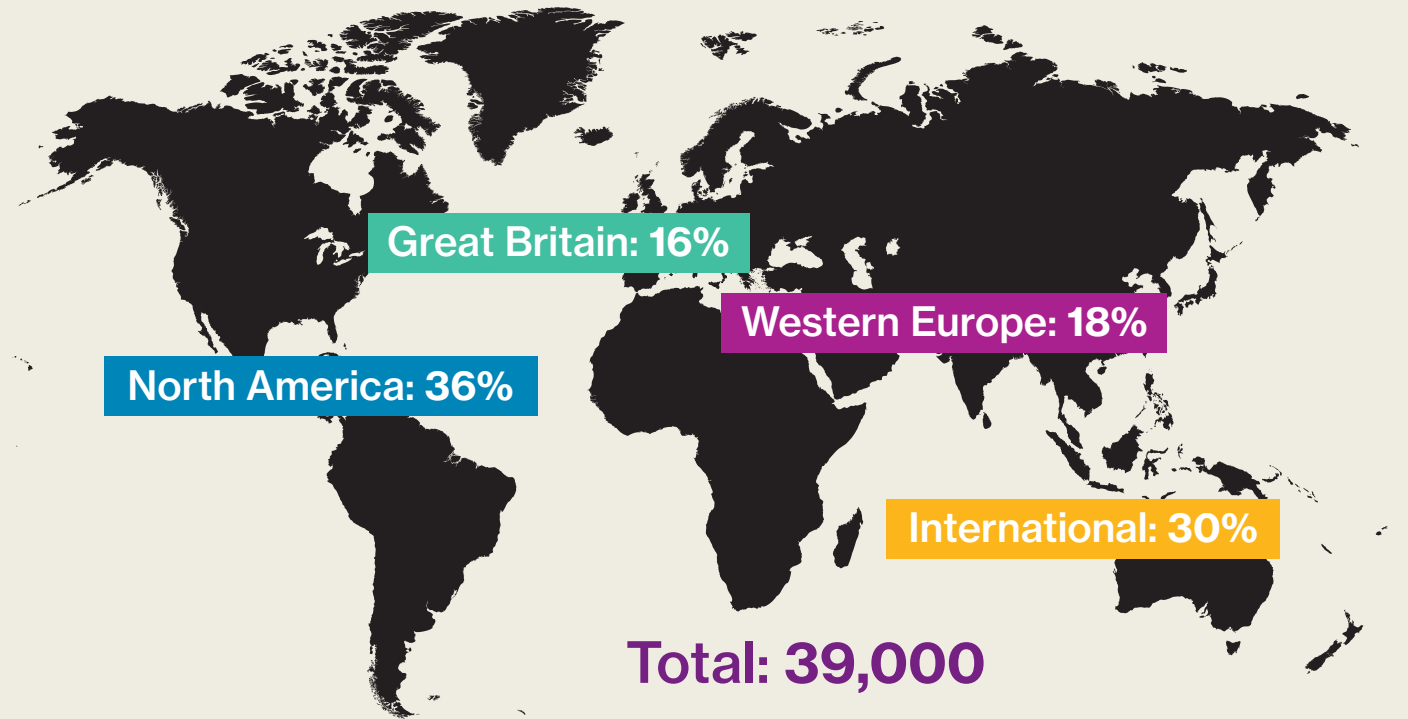 Great Britain: 16%
Western Europe: 18%
North America: 36%
International: 30%
Total: 39,000